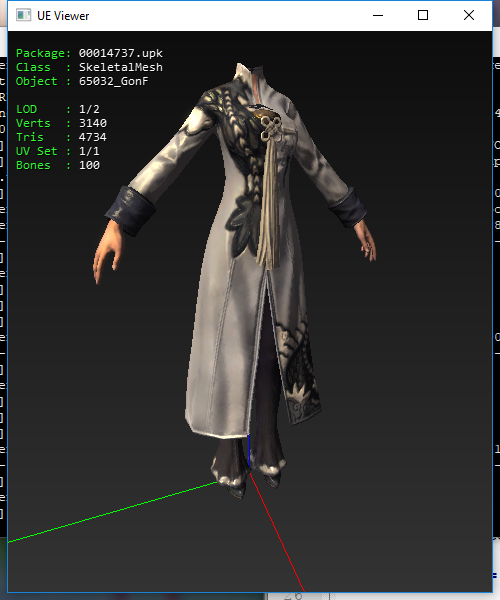 UE Viewer
Package: 00014737.upk
Class  : SkeletalMesh
Object : 65032_GonF
LOD    : 1/2
Verts  : 3140
Tris   : 4734
UV Set : 1/1
Bones  : 100